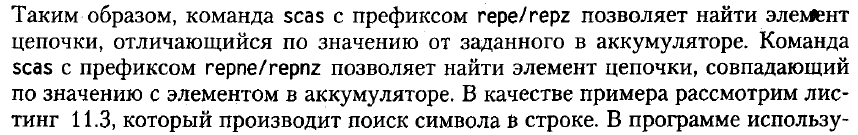 Таким образом, команда scas с префиксом repe/repz позволяет найти элемент
цепочки, отличающийся по значению от заданного в аккумуляторе. Команда
scas с префиксом repne/repnz позволяет найти элемент цепочки, совпадающий
по значению с элементом в аккумуляторе. В качестве примера рассмотрим лис-
тинг 11.3, который производит поиск символа в строке. В программе использу-